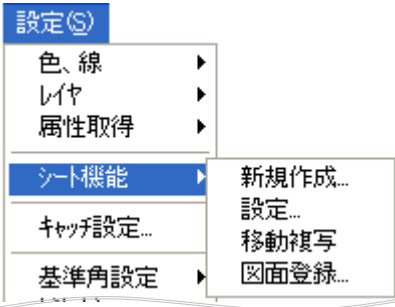 設定(S)
色、線
レイヤ
属性取得
シート機能
キャッチ設定...
基準角設定
新規作成...
設定...
移動複写
図面登録...